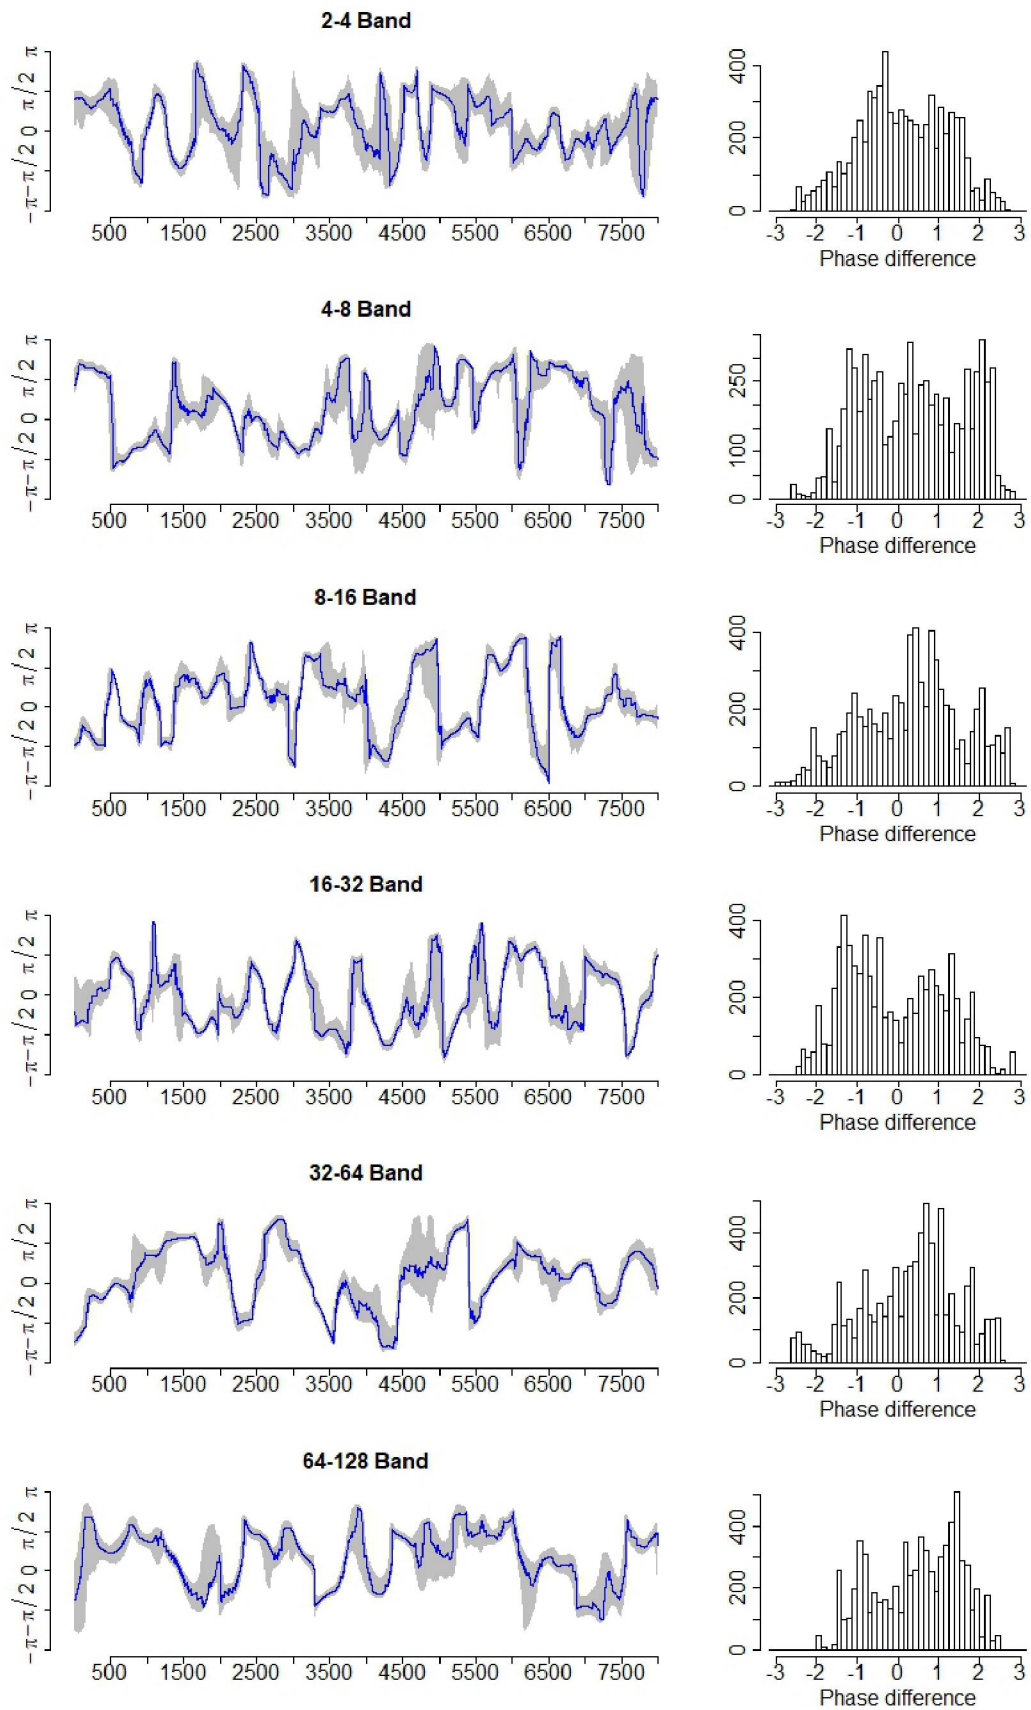 2-4 Band
−π−π/2 0 π/2 π
500 1500 2500 3500 4500 5500 6500 7500
0 200 400
-3 -2 -1 0 1 2 3
Phase difference
4-8 Band
−π−π/2 0 π/2 π
500 1500 2500 3500 4500 5500 6500 7500
0 100 250
-3 -2 -1 0 1 2 3
Phase difference
8-16 Band
−π−π/2 0 π/2 π
500 1500 2500 3500 4500 5500 6500 7500
0 200 400
-3 -2 -1 0 1 2 3
Phase difference
16-32 Band
−π−π/2 0 π/2 π
500 1500 2500 3500 4500 5500 6500 7500
0 200 400
-3 -2 -1 0 1 2 3
Phase difference
32-64 Band
−π−π/2 0 π/2 π
500 1500 2500 3500 4500 5500 6500 7500
0 200 400
-3 -2 -1 0 1 2 3
Phase difference
64-128 Band
−π−π/2 0 π/2 π
500 1500 2500 3500 4500 5500 6500 7500
0 200 400
-3 -2 -1 0 1 2 3
Phase difference